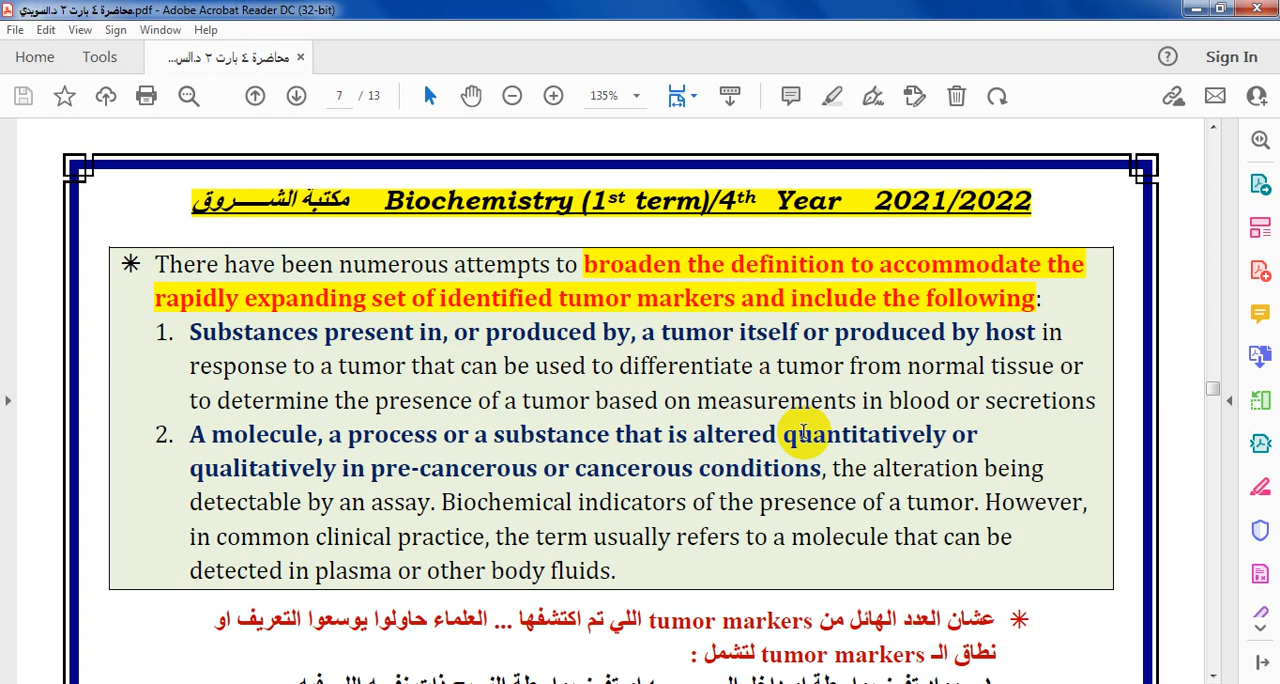 محاضرة ٤ بارت ٢ د.السويدي.pdf - Adobe Acrobat Reader DC (32-bit)
File Edit View Sign Window Help
Home Tools محاضرة ٤ بارت ٢ د.الس... × Sign In
7 / 13 135%
مكتبة الشـــــروق Biochemistry (1st term)/4th Year 2021/2022
✳ There have been numerous attempts to broaden the definition to accommodate the
rapidly expanding set of identified tumor markers and include the following:
1. Substances present in, or produced by, a tumor itself or produced by host in
response to a tumor that can be used to differentiate a tumor from normal tissue or
to determine the presence of a tumor based on measurements in blood or secretions
2. A molecule, a process or a substance that is altered quantitatively or
qualitatively in pre-cancerous or cancerous conditions, the alteration being
detectable by an assay. Biochemical indicators of the presence of a tumor. However,
in common clinical practice, the term usually refers to a molecule that can be
detected in plasma or other body fluids.
✳ عشان العدد الهائل من tumor markers اللي تم اكتشفها ... العلماء حاولوا يوسعوا التعريف او
نطاق الـ tumor markers لتشمل :